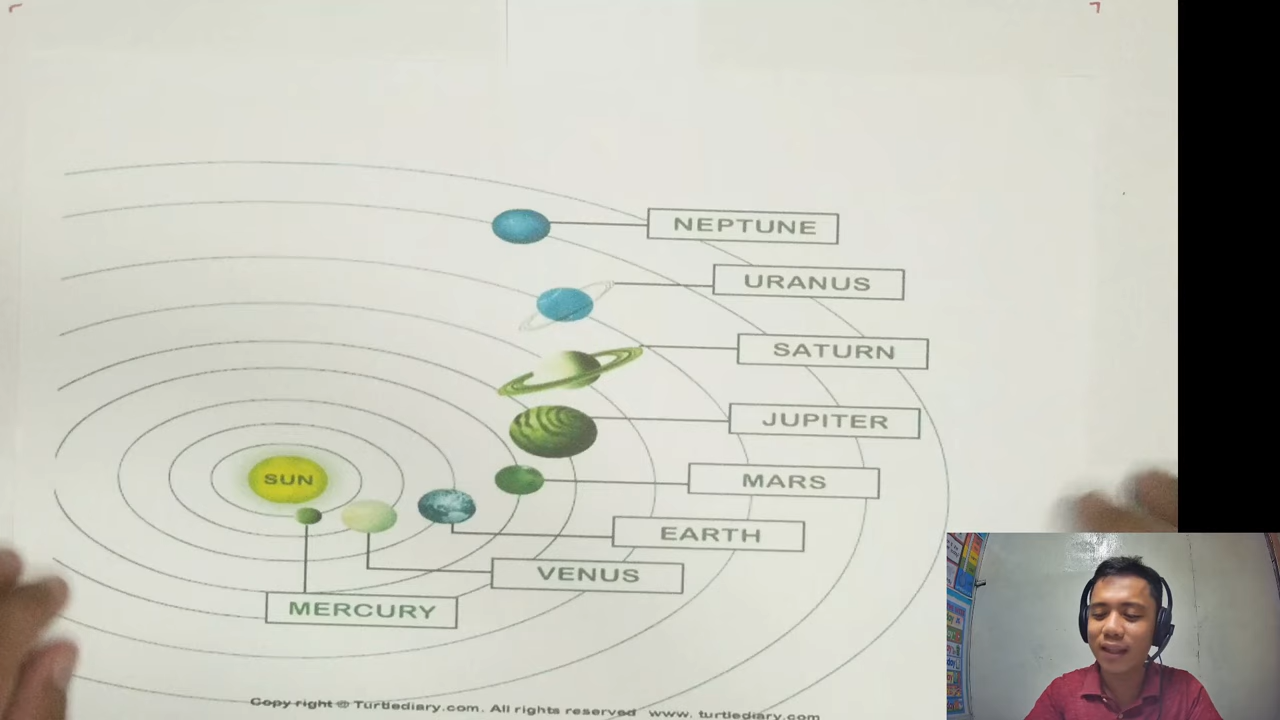 NEPTUNE
URANUS
SATURN
JUPITER
SUN
MARS
EARTH
VENUS
MERCURY
Copy right @ Turtlediary.com. All rights reserved www. turtlediary.com